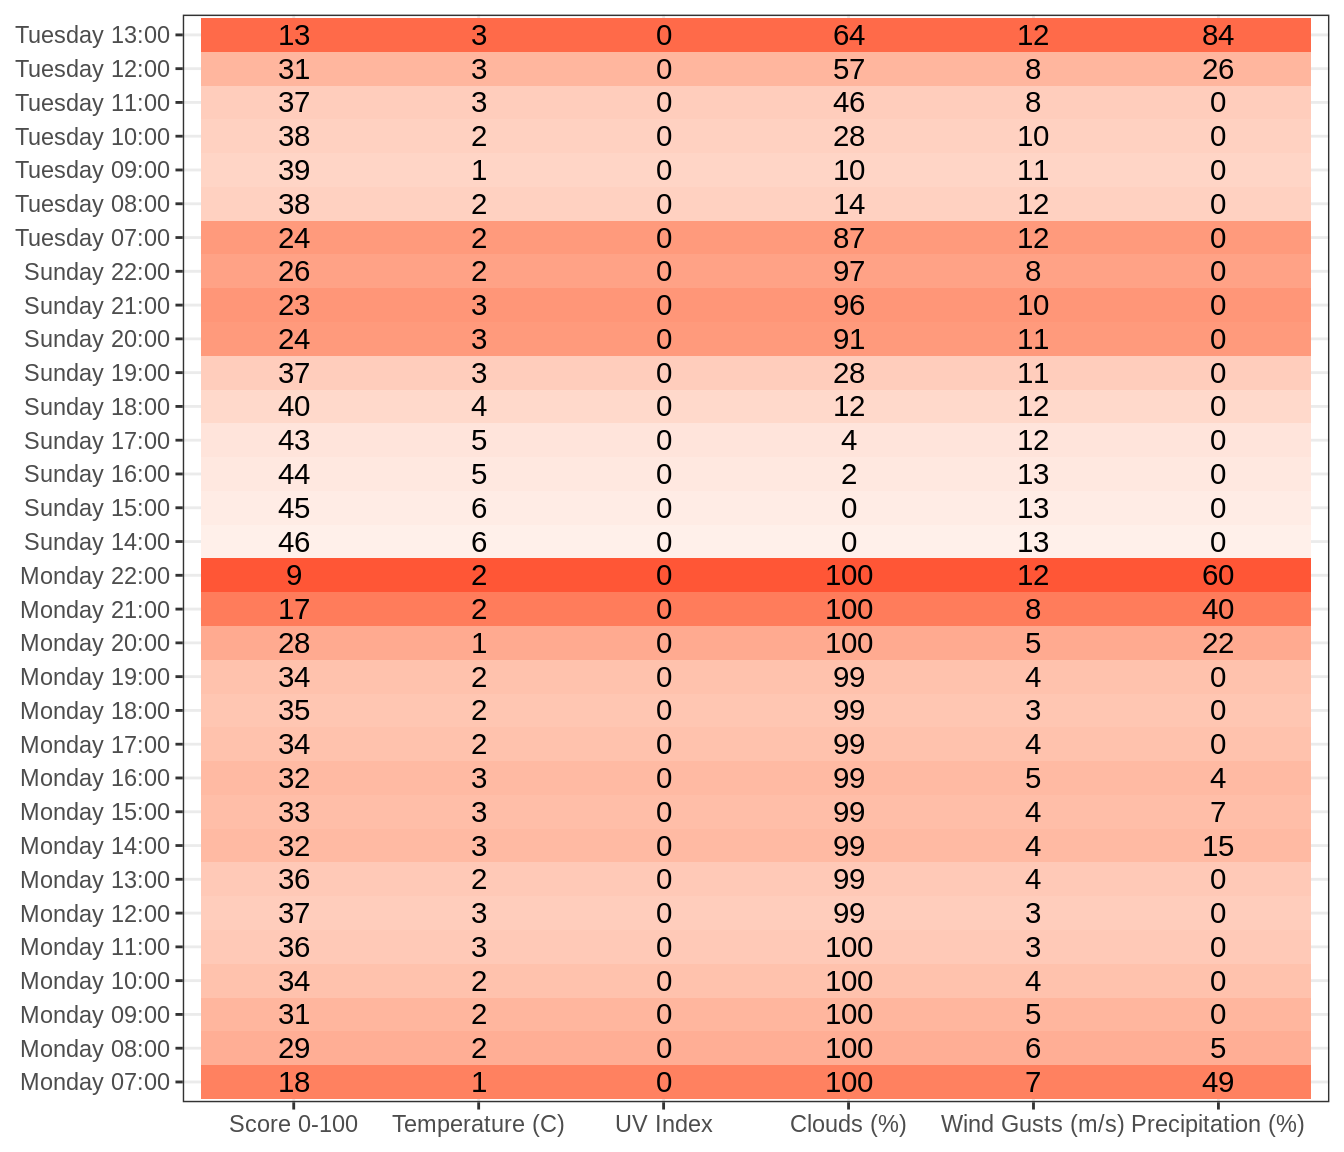 Tuesday 13:00 13 3 0 64 12 84
Tuesday 12:00 31 3 0 57 8 26
Tuesday 11:00 37 3 0 46 8 0
Tuesday 10:00 38 2 0 28 10 0
Tuesday 09:00 39 1 0 10 11 0
Tuesday 08:00 38 2 0 14 12 0
Tuesday 07:00 24 2 0 87 12 0
Sunday 22:00 26 2 0 97 8 0
Sunday 21:00 23 3 0 96 10 0
Sunday 20:00 24 3 0 91 11 0
Sunday 19:00 37 3 0 28 11 0
Sunday 18:00 40 4 0 12 12 0
Sunday 17:00 43 5 0 4 12 0
Sunday 16:00 44 5 0 2 13 0
Sunday 15:00 45 6 0 0 13 0
Sunday 14:00 46 6 0 0 13 0
Monday 22:00 9 2 0 100 12 60
Monday 21:00 17 2 0 100 8 40
Monday 20:00 28 1 0 100 5 22
Monday 19:00 34 2 0 99 4 0
Monday 18:00 35 2 0 99 3 0
Monday 17:00 34 2 0 99 4 0
Monday 16:00 32 3 0 99 5 4
Monday 15:00 33 3 0 99 4 7
Monday 14:00 32 3 0 99 4 15
Monday 13:00 36 2 0 99 4 0
Monday 12:00 37 3 0 99 3 0
Monday 11:00 36 3 0 100 3 0
Monday 10:00 34 2 0 100 4 0
Monday 09:00 31 2 0 100 5 0
Monday 08:00 29 2 0 100 6 5
Monday 07:00 18 1 0 100 7 49
Score 0-100 Temperature (C) UV Index Clouds (%) Wind Gusts (m/s) Precipitation (%)